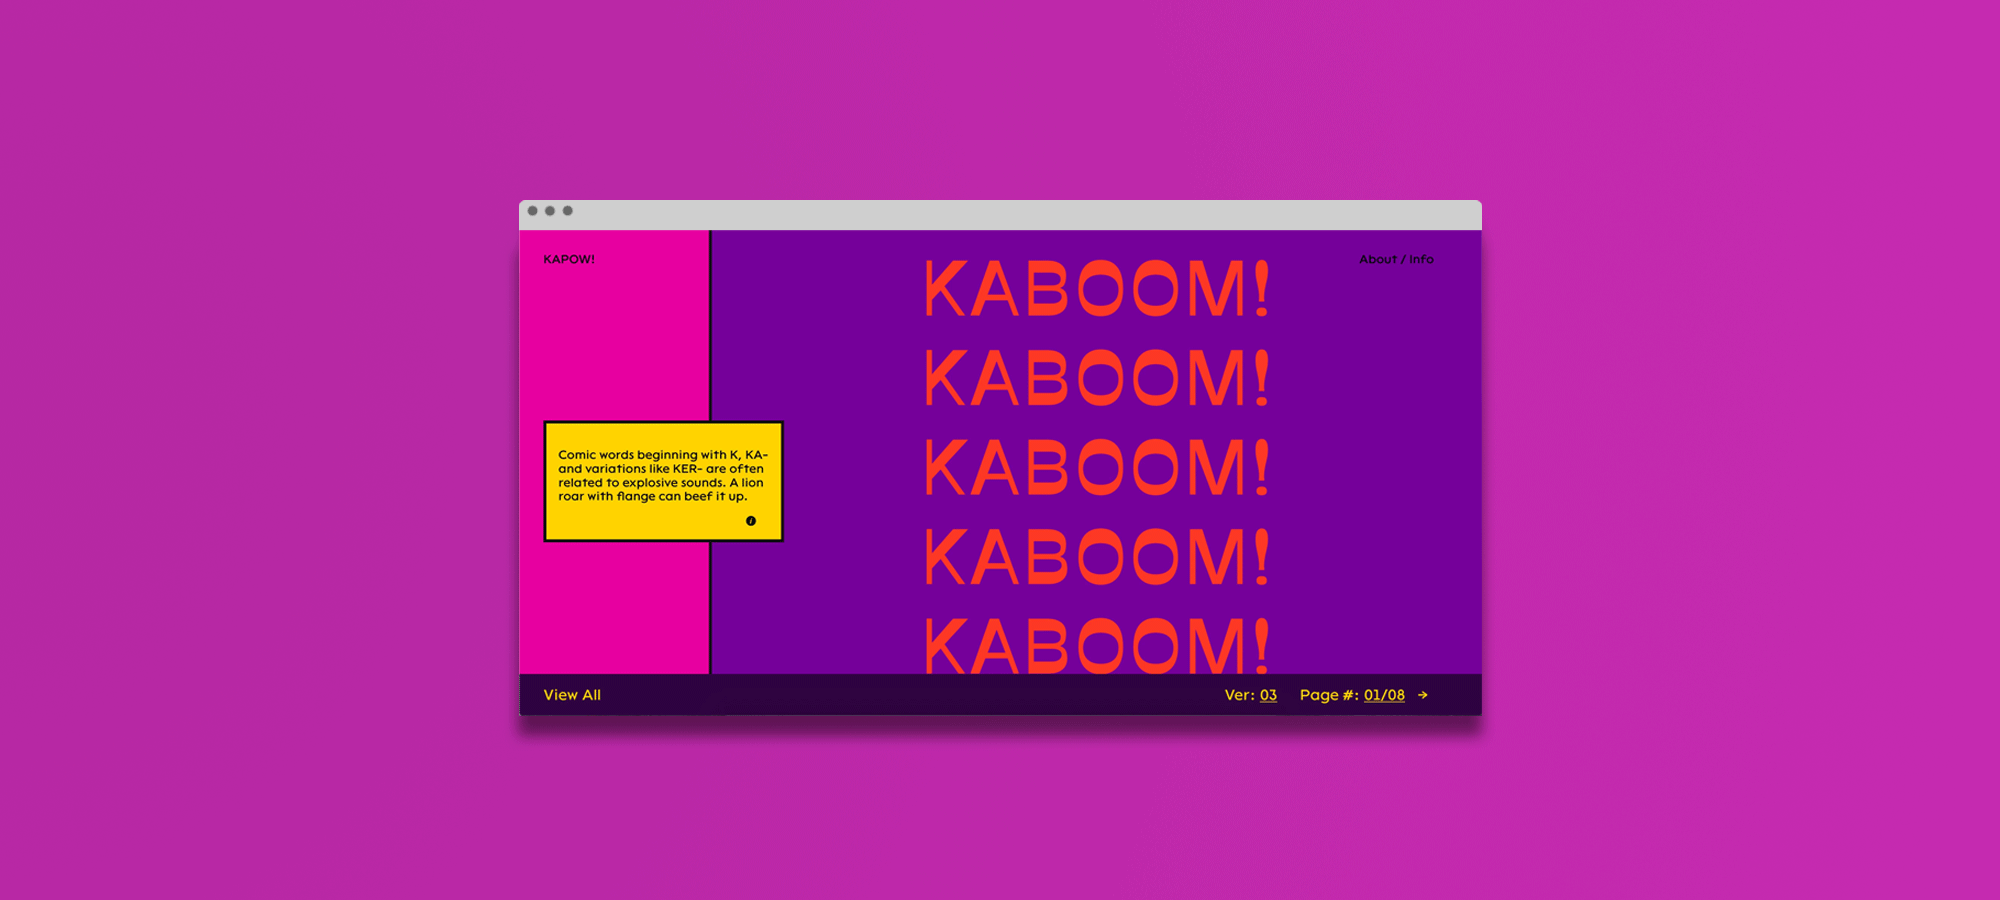 KAPOW!
About / Info
KABOOM!
KABOOM!
KABOOM!
KABOOM!
KABOOM!
Comic words beginning with K, KA-
and variations like KER- are often
related to explosive sounds. A lion
roar with flange can beef it up.
i
View All
Ver: 03
Page #: 01/08 →